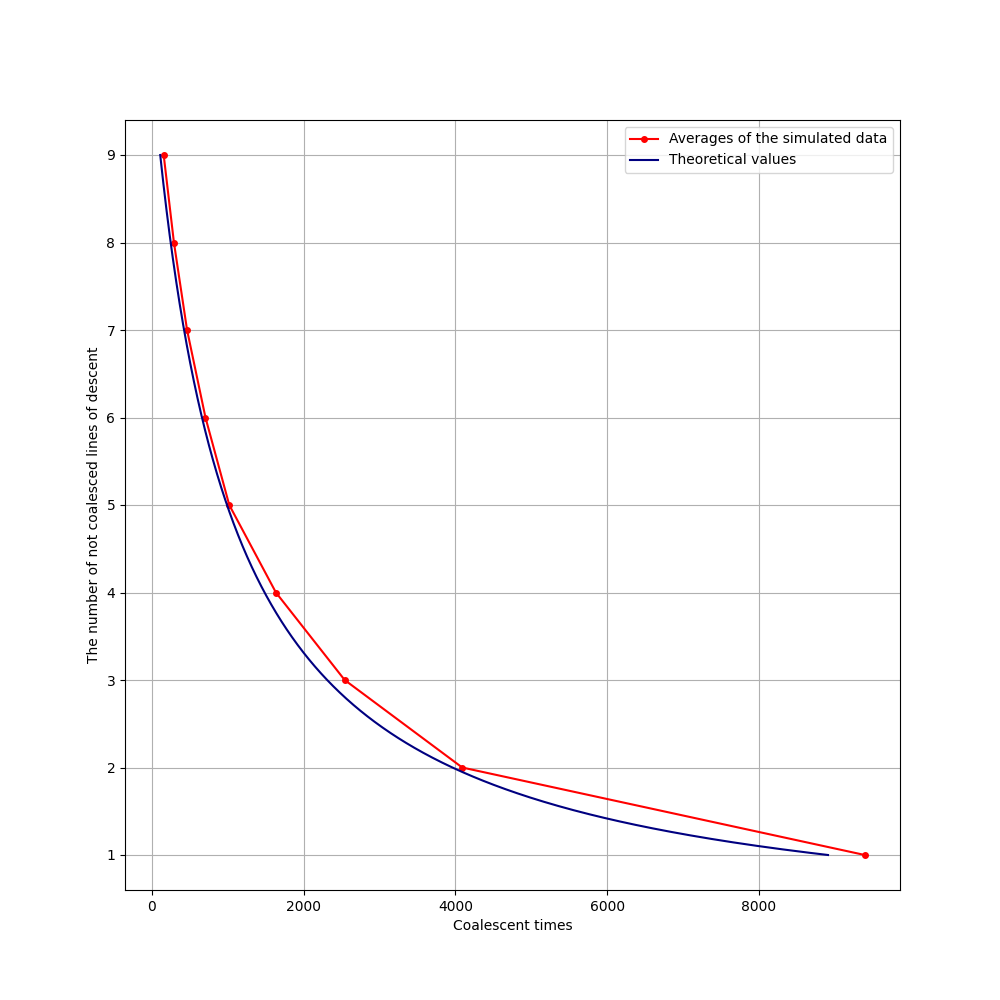 Averages of the simulated data
Theoretical values
The number of not coalesced lines of descent
9
8
7
6
5
4
3
2
1
0 2000 4000 6000 8000
Coalescent times